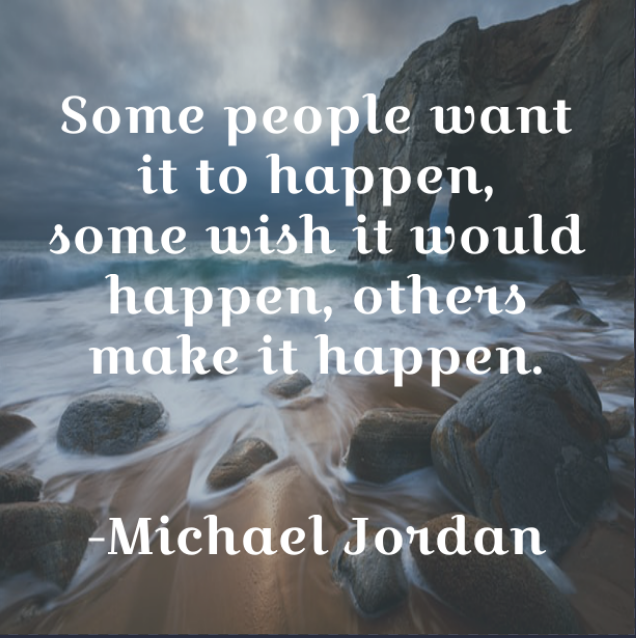 Some people want
it to happen,
some wish it would
happen, others
make it happen.
-Michael Jordan